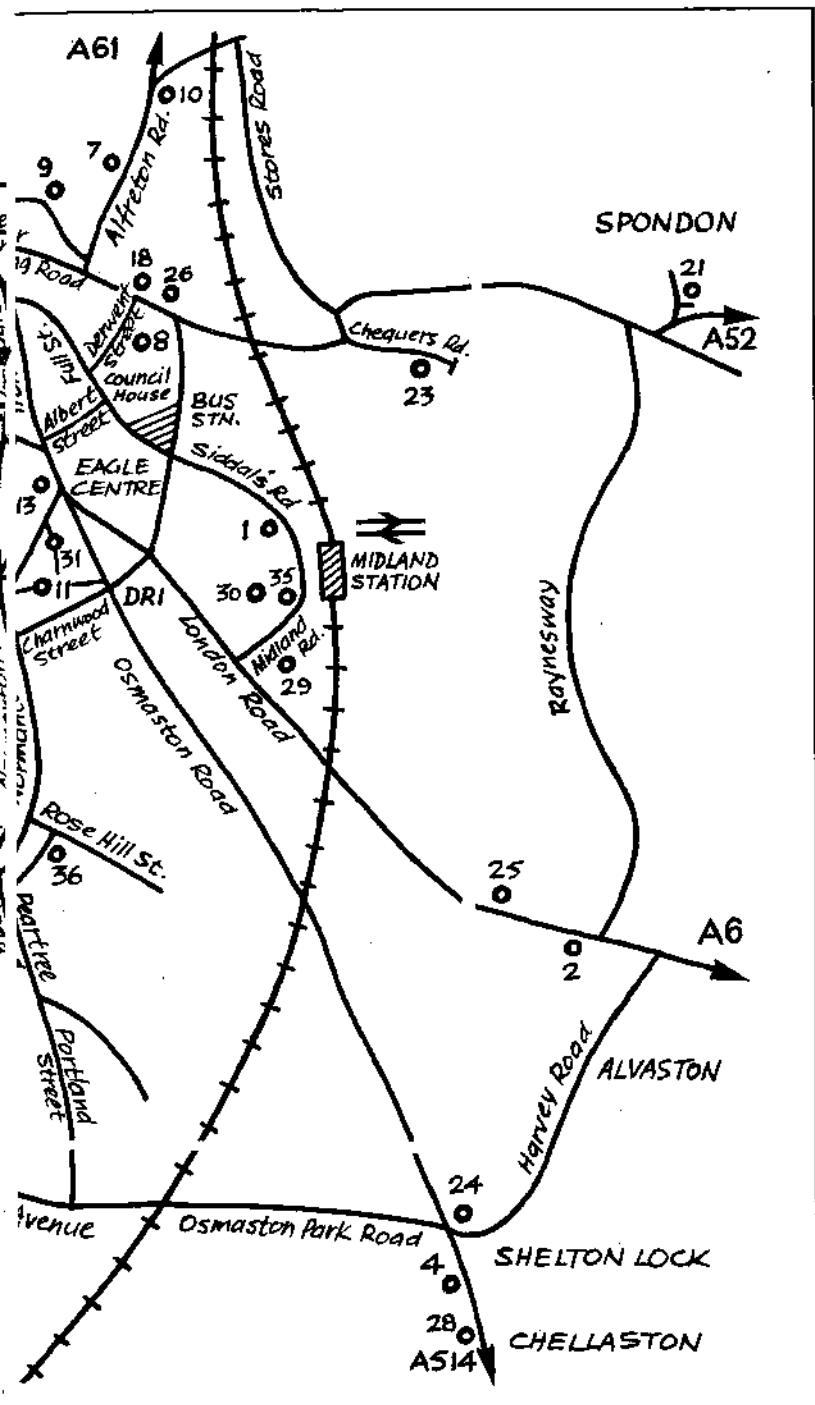 A61
10
Stores Road
7
9
Alfreton Rd.
SPONDON
18
26
21
Road
Derwent
Street
Full St.
8
Chequers Rd.
A52
Council
House
23
BUS
STN.
Albert
Street
Siddals Rd
EAGLE
CENTRE
13
1
31
MIDLAND
STATION
11
DRI
30
35
Charnwood
Street
Midland
Rd.
29
London Road
Raynesway
Osmaston Road
Rose Hill St.
36
25
2
A6
Peartree
Portland
Street
Harvey Road
ALVASTON
24
Avenue
Osmaston Park Road
SHELTON LOCK
4
28
CHELLASTON
A514